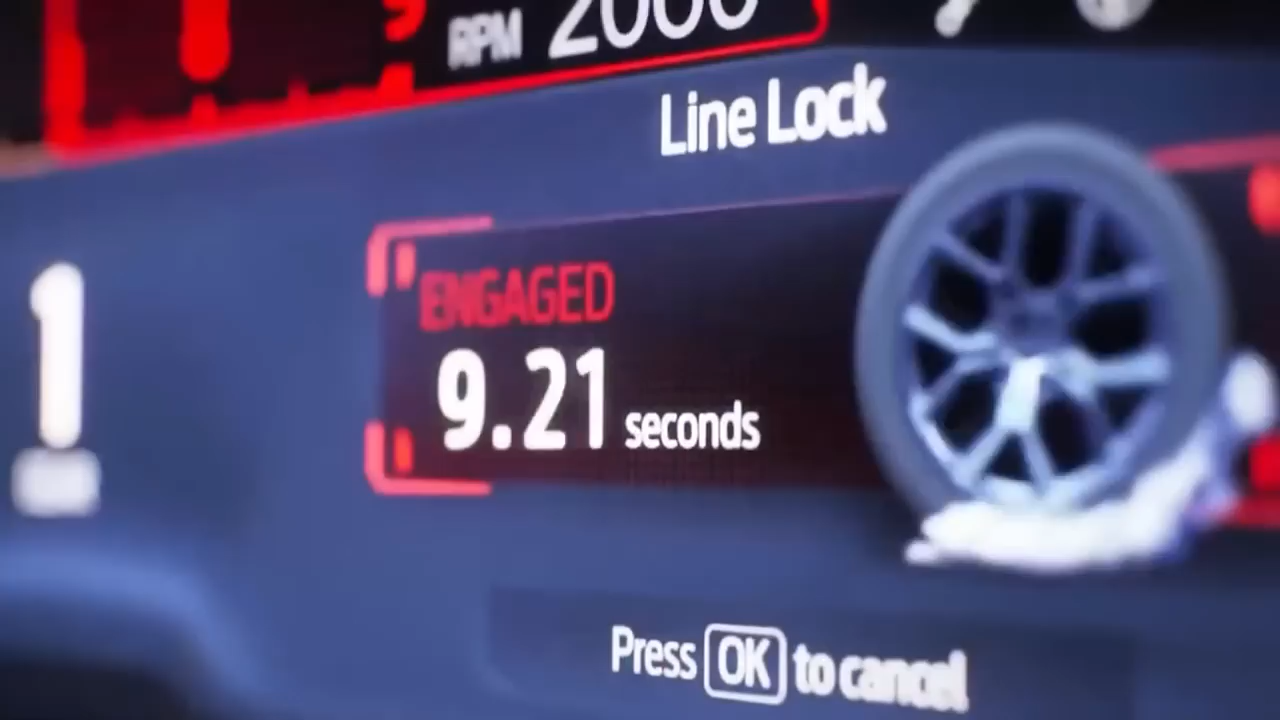 RPM 2000
Line Lock
1
ENGAGED
9.21 seconds
Press OK to cancel